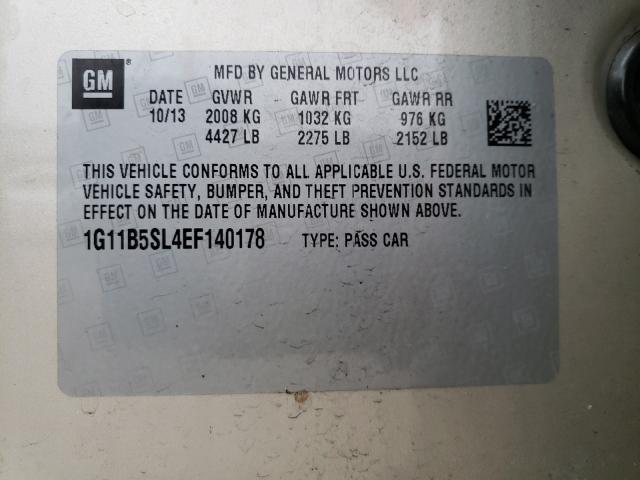 GM
MFD BY GENERAL MOTORS LLC
DATE GVWR GAWR FRT GAWR RR
10/13 2008 KG 1032 KG 976 KG
4427 LB 2275 LB 2152 LB
THIS VEHICLE CONFORMS TO ALL APPLICABLE U.S. FEDERAL MOTOR
VEHICLE SAFETY, BUMPER, AND THEFT PREVENTION STANDARDS IN
EFFECT ON THE DATE OF MANUFACTURE SHOWN ABOVE.
1G11B5SL4EF140178 TYPE: PASS CAR